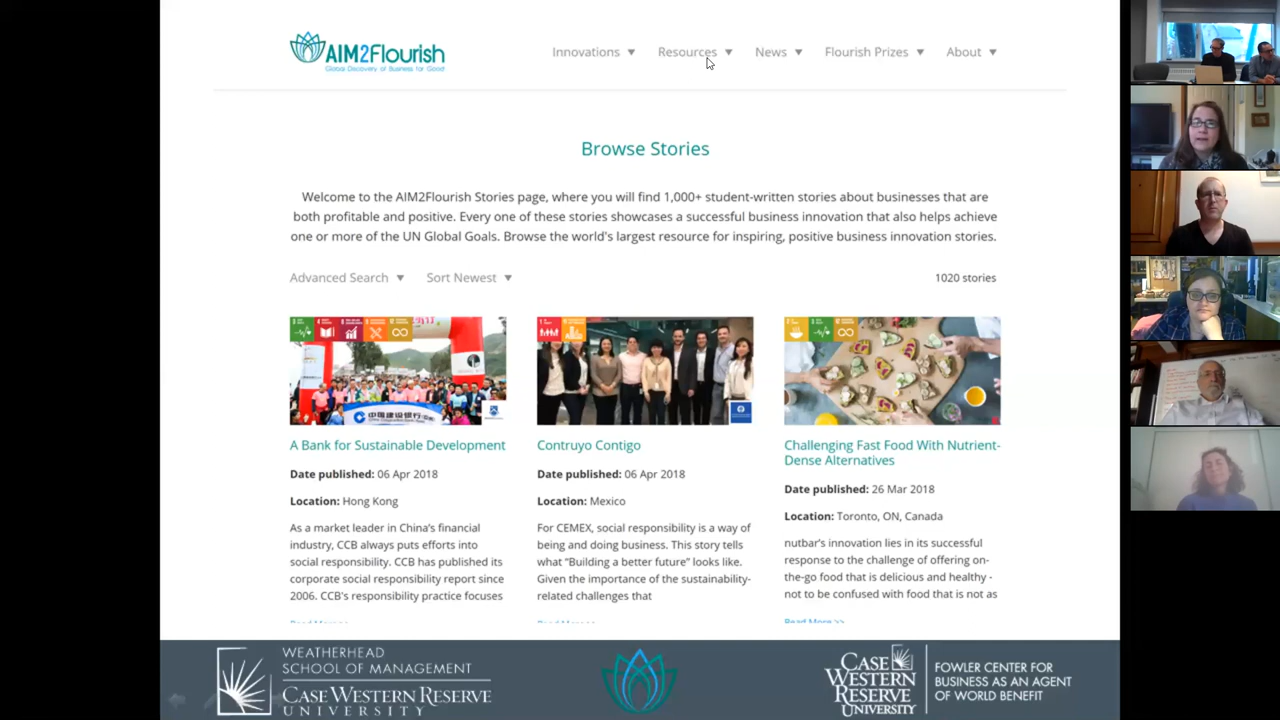 AIM2Flourish
Global Discovery of Business for Good
Innovations
Resources
News
Flourish Prizes
About
Browse Stories
Welcome to the AIM2Flourish Stories page, where you will find 1,000+ student-written stories about businesses that are
both profitable and positive. Every one of these stories showcases a successful business innovation that also helps achieve
one or more of the UN Global Goals. Browse the world's largest resource for inspiring, positive business innovation stories.
Advanced Search
Sort Newest
1020 stories
中国建设银行
A Bank for Sustainable Development
Date published: 06 Apr 2018
Location: Hong Kong
As a market leader in China's financial
industry, CCB always puts efforts into
social responsibility. CCB has published its
corporate social responsibility report since
2006. CCB's responsibility practice focuses
Contruyo Contigo
Date published: 06 Apr 2018
Location: Mexico
For CEMEX, social responsibility is a way of
being and doing business. This story tells
what "Building a better future" looks like.
Given the importance of the sustainability-
related challenges that
Challenging Fast Food With Nutrient-
Dense Alternatives
Date published: 26 Mar 2018
Location: Toronto, ON, Canada
nutbar's innovation lies in its successful
response to the challenge of offering on-
the-go food that is delicious and healthy -
not to be confused with food that is not as
Read More >>
WEATHERHEAD
SCHOOL OF MANAGEMENT
CASE WESTERN RESERVE
UNIVERSITY
CASE
WESTERN
RESERVE
UNIVERSITY
FOWLER CENTER FOR
BUSINESS AS AN AGENT
OF WORLD BENEFIT